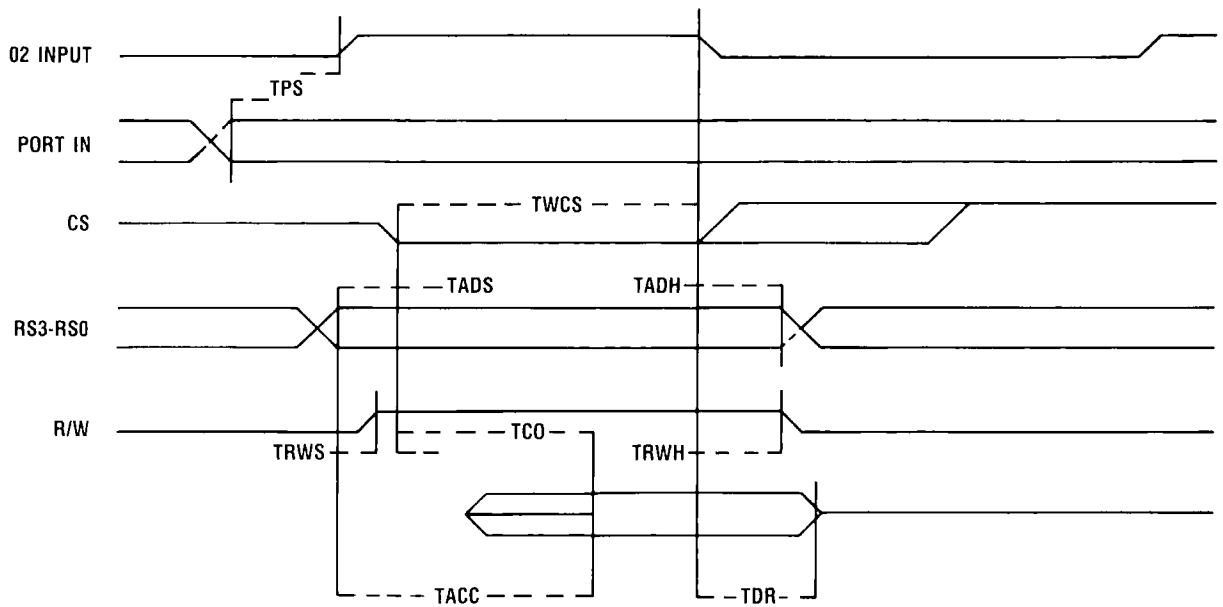 02 INPUT
TPS
PORT IN
TWCS
CS
TADS
TADH
RS3-RS0
R/W
TCO
TRWS
TRWH
TACC
TDR